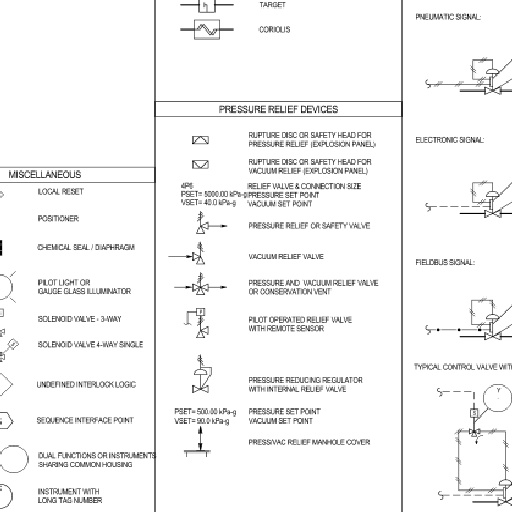 TARGET
CORIOLIS
PRESSURE RELIEF DEVICES
RUPTURE DISC OR SAFETY HEAD FOR
PRESSURE RELIEF (EXPLOSION PANEL)
RUPTURE DISC OR SAFETY HEAD FOR
VACUUM RELIEF (EXPLOSION PANEL)
4P6 RELIEF VALVE & CONNECTION SIZE
PSET= 5000.00 kPa-g PRESSURE SET POINT
VSET= 40.0 kPa-g VACUUM SET POINT
PRESSURE RELIEF OR SAFETY VALVE
VACUUM RELIEF VALVE
PRESSURE AND VACUUM RELIEF VALVE
OR CONSERVATION VENT
PILOT OPERATED RELIEF VALVE
WITH REMOTE SENSOR
PRESSURE REDUCING REGULATOR
WITH INTERNAL RELIEF VALVE
PSET= 500.00 kPa-g PRESSURE SET POINT
VSET= 90.0 kPa-g VACUUM SET POINT
PRESS/VAC RELIEF MANHOLE COVER
MISCELLANEOUS
LOCAL RESET
POSITIONER
CHEMICAL SEAL / DIAPHRAGM
PILOT LIGHT OR
GAUGE GLASS ILLUMINATOR
SOLENOID VALVE - 3-WAY
SOLENOID VALVE 4-WAY SINGLE
UNDEFINED INTERLOCK LOGIC
SEQUENCE INTERFACE POINT
DUAL FUNCTIONS OR INSTRUMENTS
SHARING COMMON HOUSING
INSTRUMENT WITH
LONG TAG NUMBER
PNEUMATIC SIGNAL:
ELECTRONIC SIGNAL:
FIELDBUS SIGNAL:
TYPICAL CONTROL VALVE WIT
Y
S